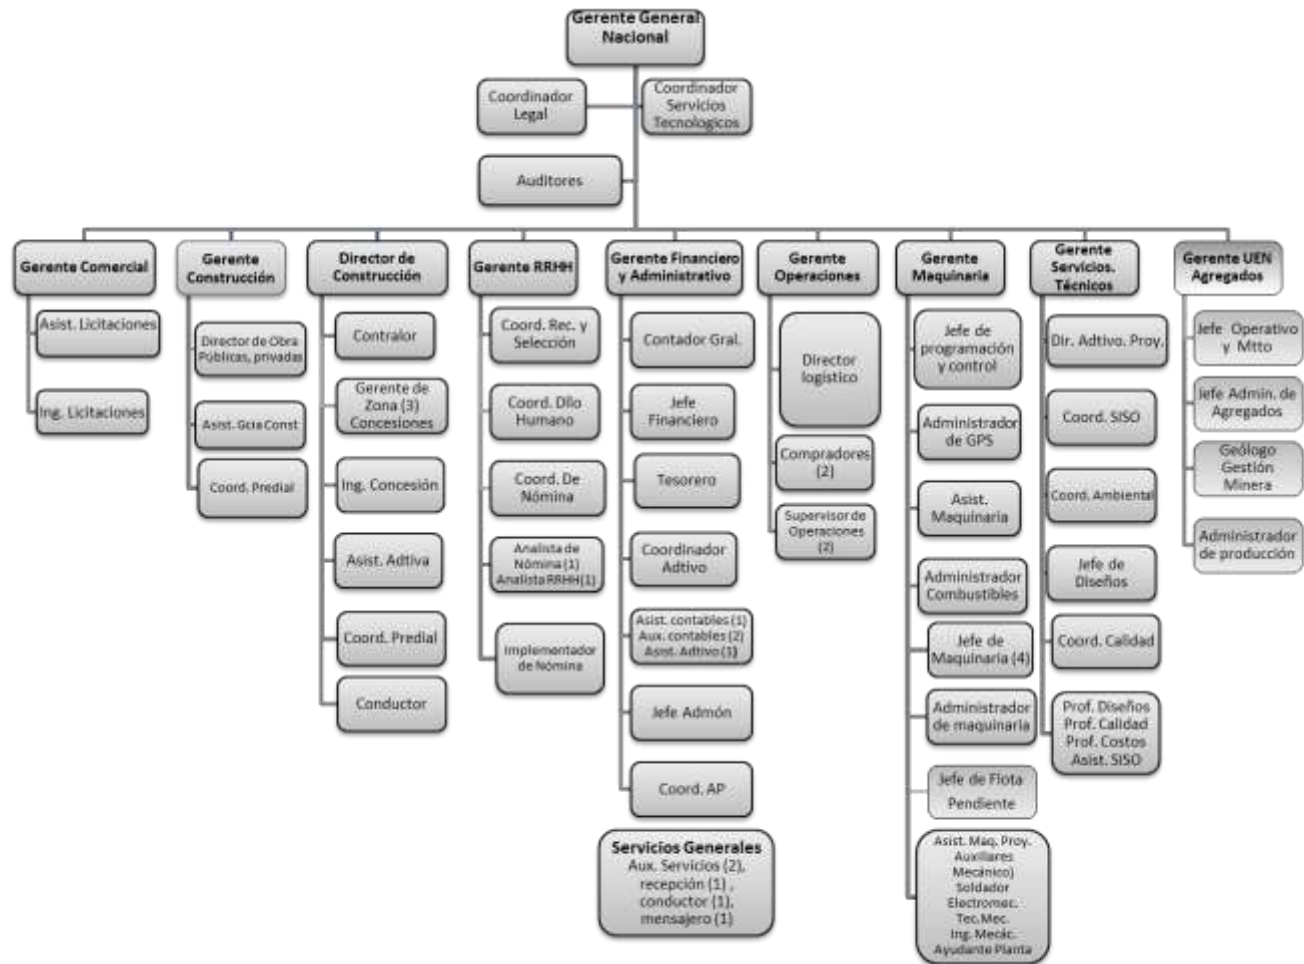 Gerente General
Nacional
Coordinador
Legal
Coordinador
Servicios
Tecnologicos
Auditores
Gerente Comercial
Asist. Licitaciones
Ing. Licitaciones
Gerente
Construcción
Director de Obra
Públicas, privadas
Asist. Gcia Const
Coord. Predial
Director de
Construcción
Contralor
Gerente de
Zona (3)
Concesiones
Ing. Concesión
Asist. Adtiva
Coord. Predial
Conductor
Gerente RRHH
Coord. Rec. y
Selección
Coord. Dllo
Humano
Coord. De
Nómina
Analista de
Nómina (1)
Analista RRHH(1)
Implementador
de Nómina
Gerente Financiero
y Administrativo
Contador Gral.
Jefe
Financiero
Tesorero
Coordinador
Adtivo
Asist. contables (1)
Aux. contables (2)
Asist. Adtivo (1)
Jefe Admón
Coord. AP
Servicios Generales
Aux. Servicios (2),
recepción (1) ,
conductor (1),
mensajero (1)
Gerente
Operaciones
Director
logístico
Compradores
(2)
Supervisor de
Operaciones
(2)
Gerente
Maquinaria
Jefe de
programación
y control
Administrador
de GPS
Asist.
Maquinaria
Administrador
Combustibles
Jefe de
Maquinaria (4)
Administrador
de maquinaria
Jefe de Flota
Pendiente
Asist. Maq. Proy.
Auxiliares
Mecánico)
Soldador
Electromec.
Tec.Mec.
Ing. Mecác.
Ayudante Planta
Gerente
Servicios.
Técnicos
Dir. Adtivo. Proy.
Coord. SISO
Coord. Ambiental
Jefe de
Diseños
Coord. Calidad
Prof. Diseños
Prof. Calidad
Prof. Costos
Asist. SISO
Gerente UEN
Agregados
Jefe Operativo
y Mtto
Jefe Admin. de
Agregados
Geólogo
Gestión
Minera
Administrador
de producción